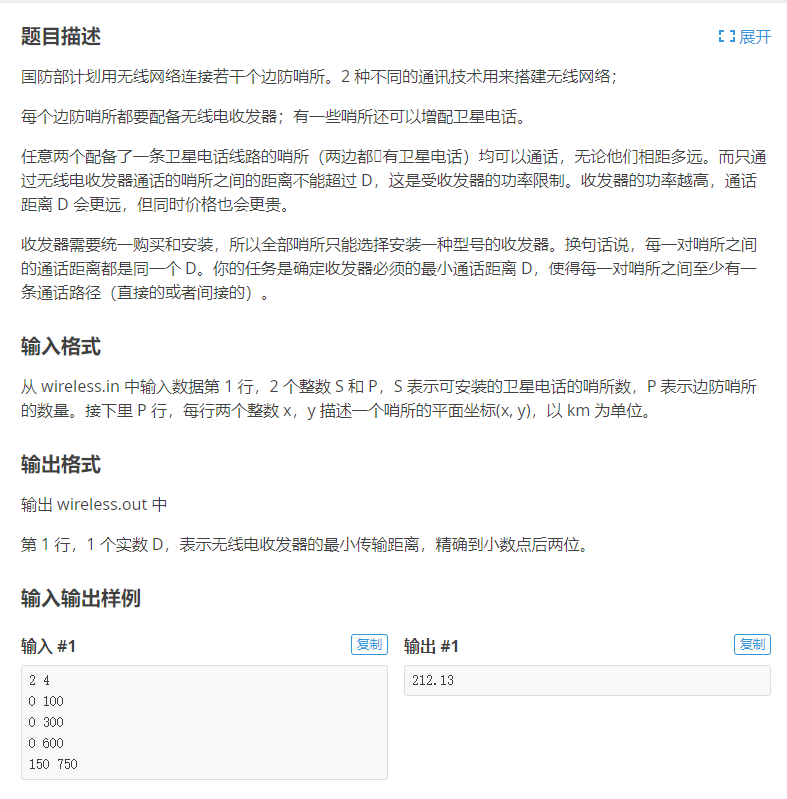 题目描述
展开
国防部计划用无线网络连接若干个边防哨所。2 种不同的通讯技术用来搭建无线网络；
每个边防哨所都要配备无线电收发器；有一些哨所还可以增配卫星电话。
任意两个配备了一条卫星电话线路的哨所（两边都有卫星电话）均可以通话，无论他们相距多远。而只通
过无线电收发器通话的哨所之间的距离不能超过 D，这是受收发器的功率限制。收发器的功率越高，通话
距离 D 会更远，但同时价格也会更贵。
收发器需要统一购买和安装，所以全部哨所只能选择安装一种型号的收发器。换句话说，每一对哨所之间
的通话距离都是同一个 D。你的任务是确定收发器必须的最小通话距离 D，使得每一对哨所之间至少有一
条通话路径（直接的或者间接的）。
输入格式
从 wireless.in 中输入数据第 1 行，2 个整数 S 和 P，S 表示可安装的卫星电话的哨所数，P 表示边防哨所
的数量。接下里 P 行，每行两个整数 x，y 描述一个哨所的平面坐标(x, y)，以 km 为单位。
输出格式
输出 wireless.out 中
第 1 行，1 个实数 D，表示无线电收发器的最小传输距离，精确到小数点后两位。
输入输出样例
输入 #1
复制
2 4
0 100
0 300
0 600
150 750
输出 #1
复制
212.13